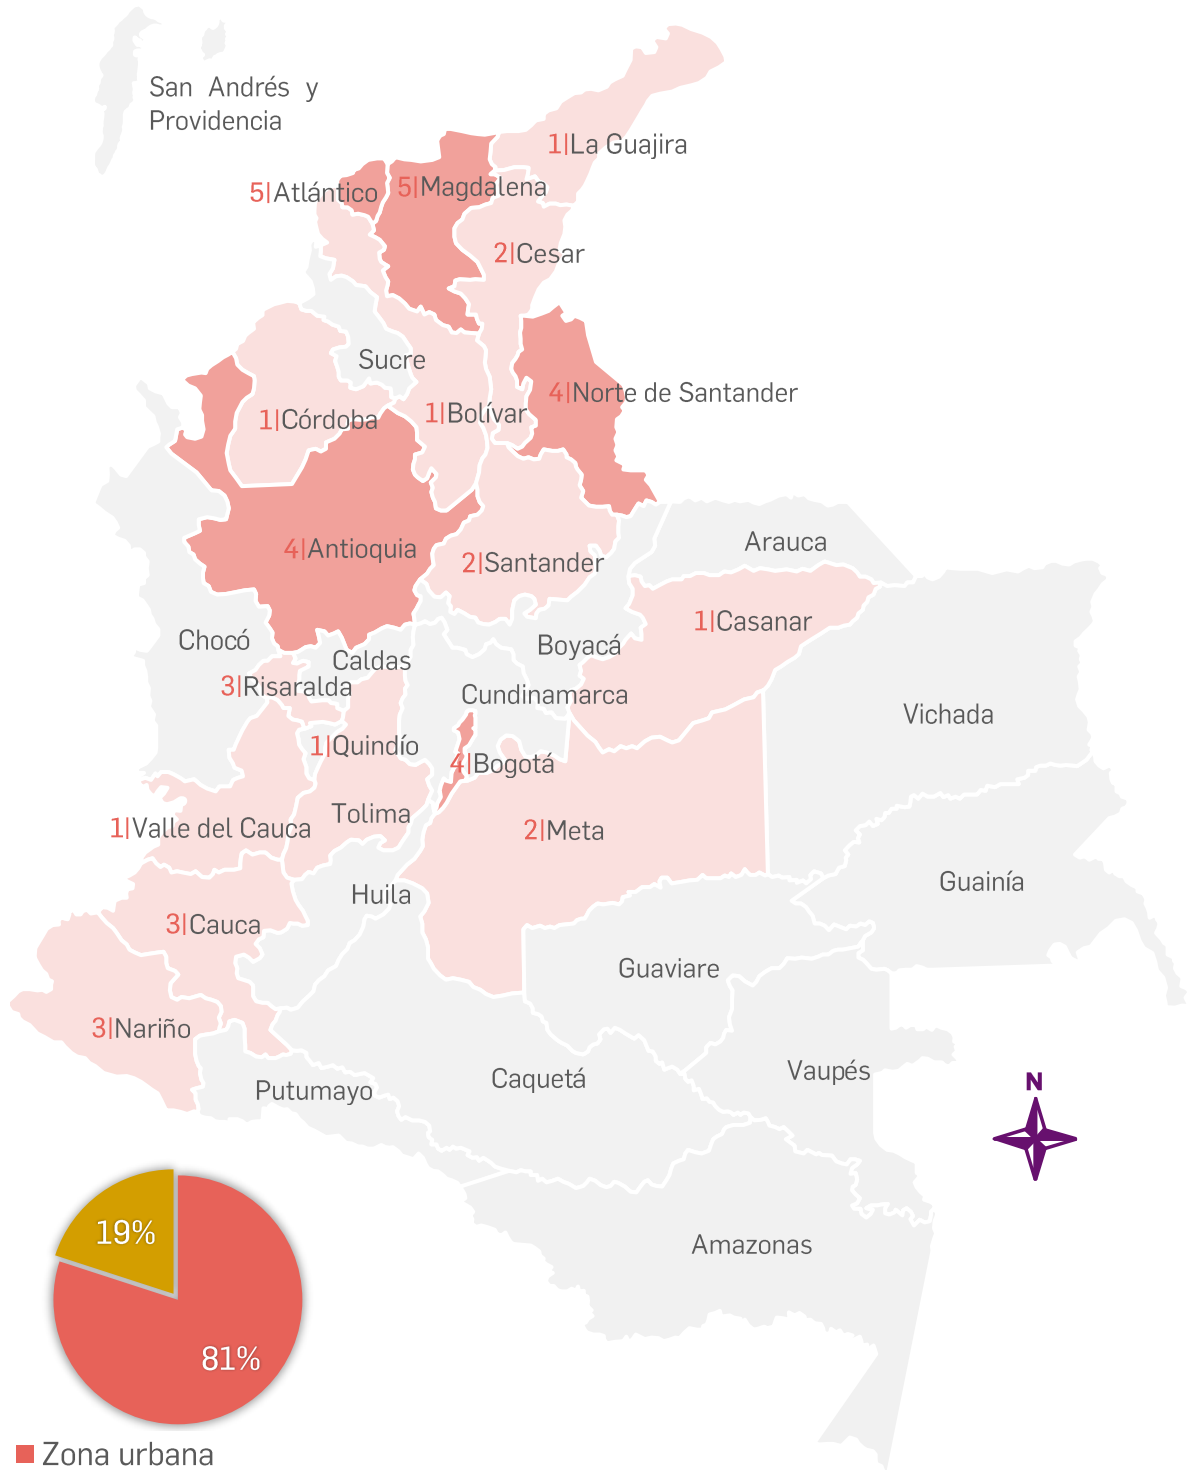 San Andrés y
Providencia
1|La Guajira
5|Atlántico
5|Magdalena
2|Cesar
Sucre
4|Norte de Santander
1|Córdoba
1|Bolívar
4|Antioquia
2|Santander
Arauca
Chocó
1|Casanar
Boyacá
Caldas
3|Risaralda
Cundinamarca
Vichada
1|Quindío
4|Bogotá
Tolima
1|Valle del Cauca
2|Meta
Huila
Guainía
3|Cauca
Guaviare
3|Nariño
Vaupés
Caquetá
Putumayo
N
19%
Amazonas
81%
Zona urbana